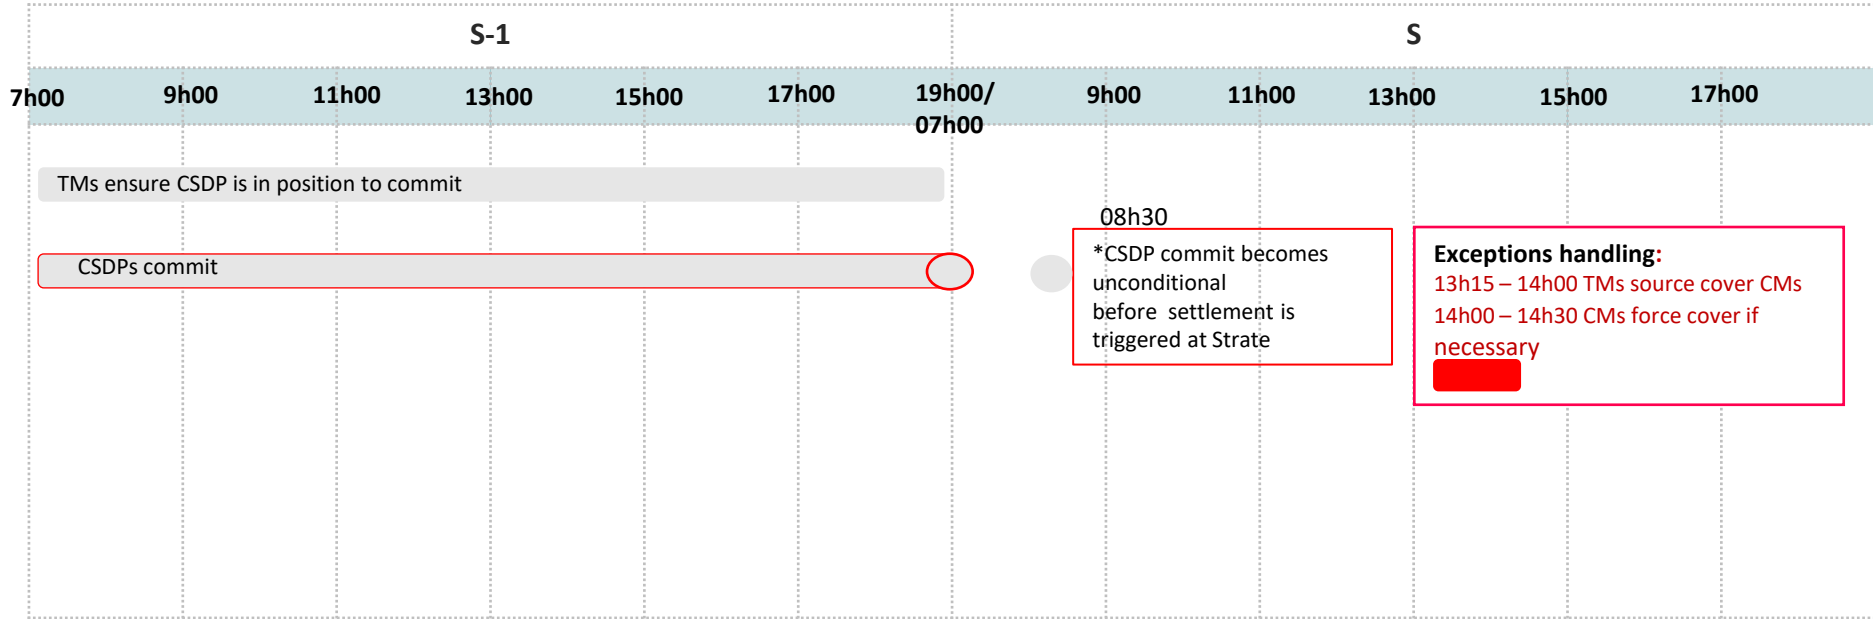 S-1
S
7h00
9h00
11h00
13h00
15h00
17h00
19h00/
07h00
9h00
11h00
13h00
15h00
17h00
TMs ensure CSDP is in position to commit
CSDPs commit
08h30
*CSDP commit becomes
unconditional
before settlement is
triggered at Strate
Exceptions handling:
13h15 – 14h00 TMs source cover CMs
14h00 – 14h30 CMs force cover if
necessary